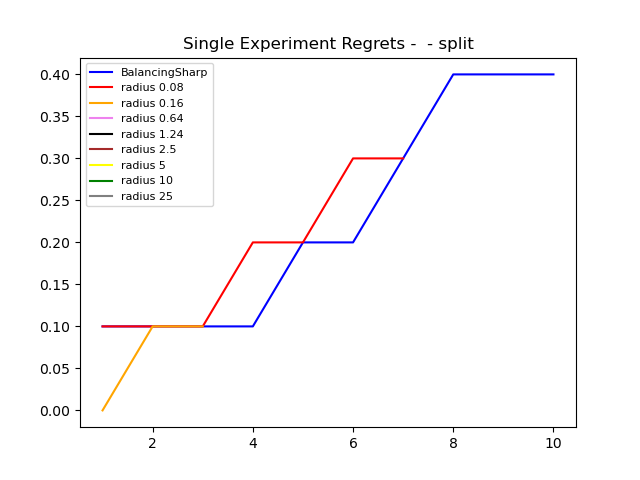 Single Experiment Regrets -  - split
0.40
0.35
0.30
0.25
0.20
0.15
0.10
0.05
0.00
BalancingSharp
radius 0.08
radius 0.16
radius 0.64
radius 1.24
radius 2.5
radius 5
radius 10
radius 25
2 4 6 8 10